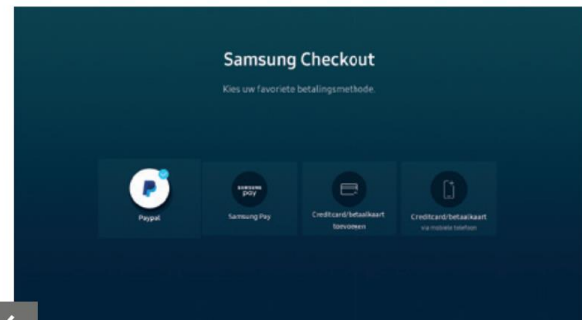 Samsung Checkout
Kies uw favoriete betalingsmethode.
Paypal
SAMSUNG
pay
Samsung Pay
Creditcard/betaalkaart
toevoegen
Creditcard/betaalkaart
via mobiele telefoon